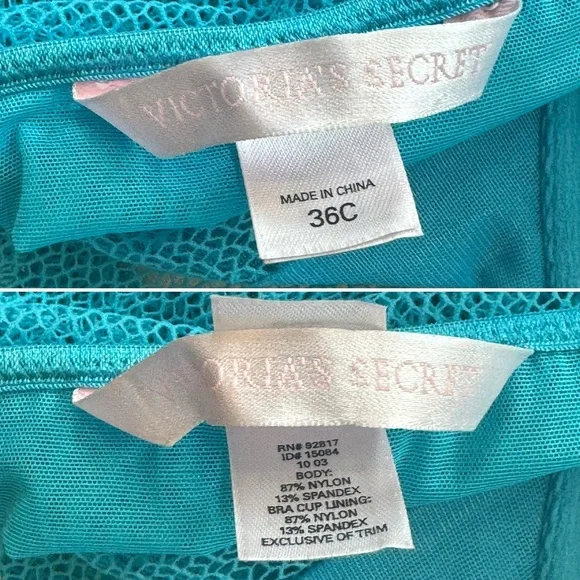 VICTORIA'S SECRET
MADE IN CHINA
36C
ORIA'S SECRET
RN# 92817
ID# 15084
10 03
BODY:
87% NYLON
13% SPANDEX
BRA CUP LINING:
87% NYLON
13% SPANDEX
EXCLUSIVE OF TRIM